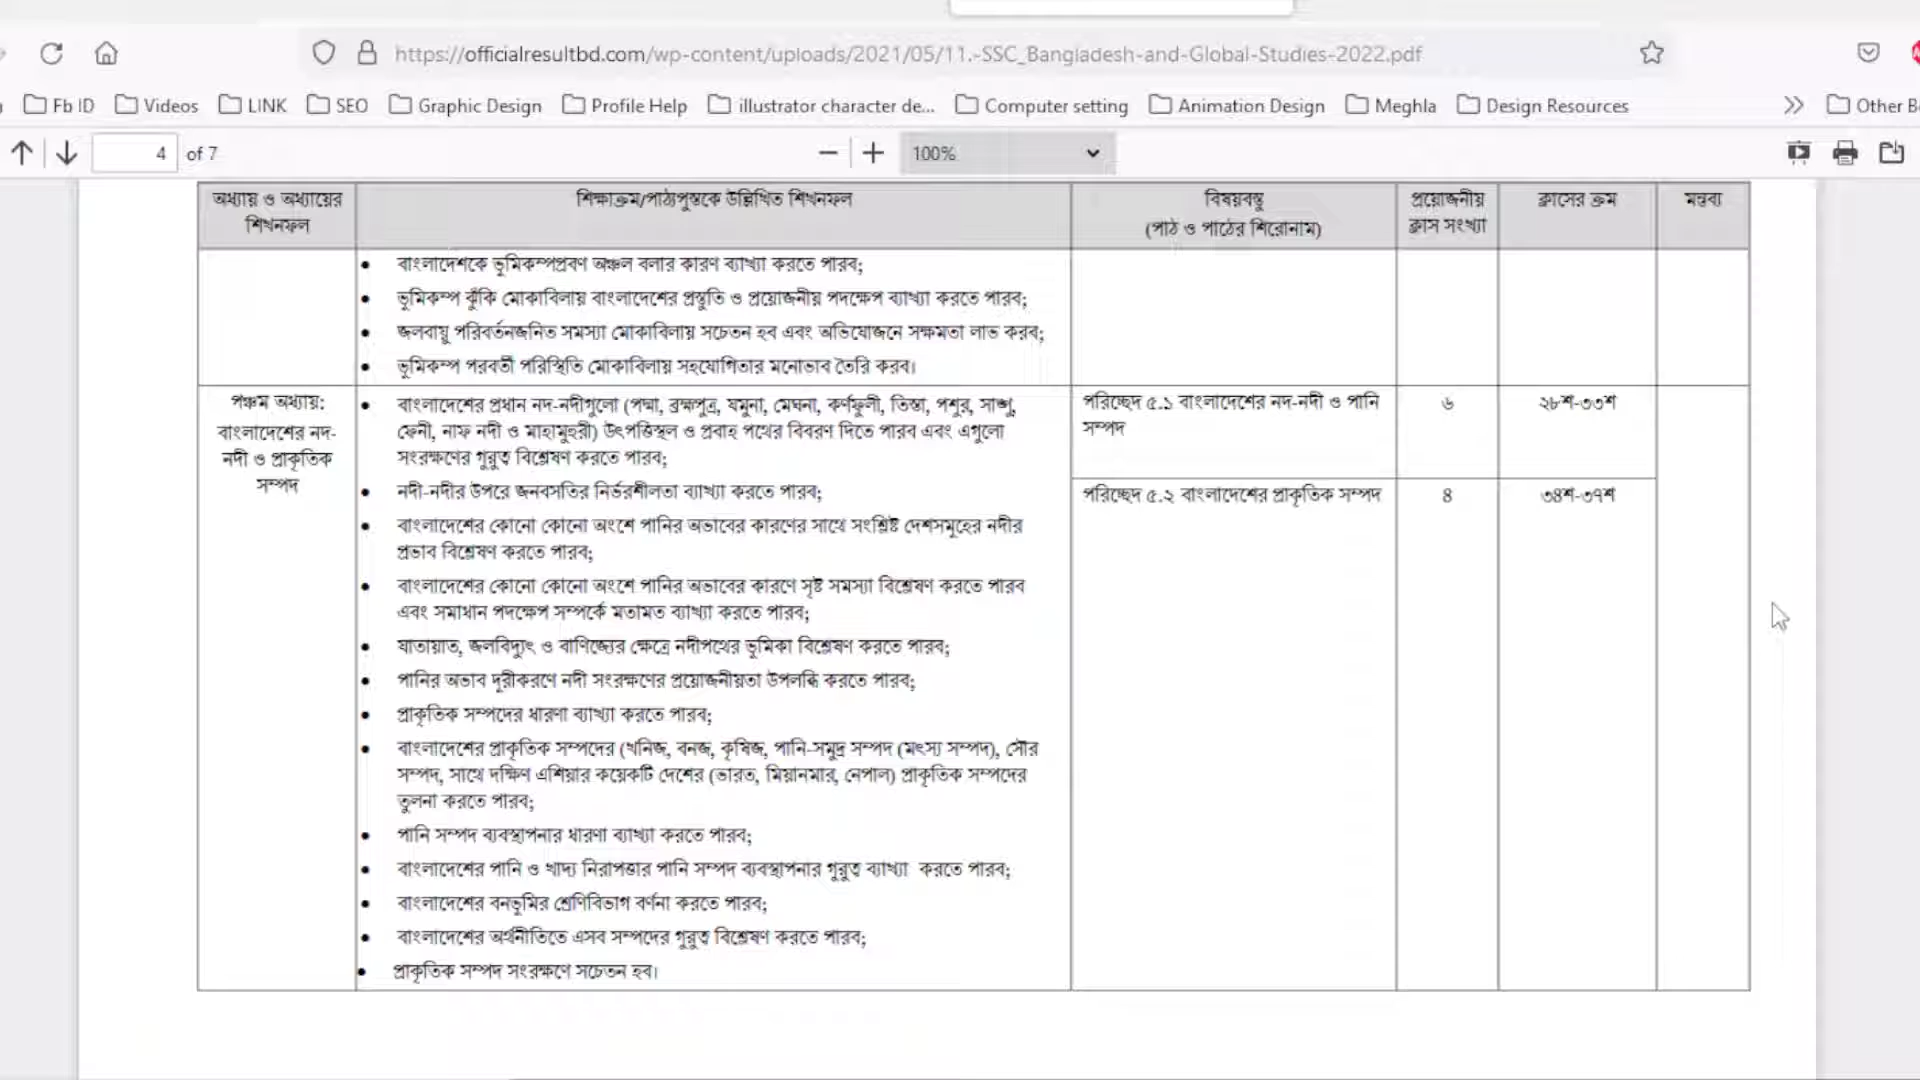 https://officialresultbd.com/wp-content/uploads/2021/05/11.-SSC_Bangladesh-and-Global-Studies-2022.pdf
Fb ID Videos LINK SEO Graphic Design Profile Help illustrator character de... Computer setting Animation Design Meghla Design Resources Other
4 of 7 100%
অধ্যায় ও অধ্যায়ের শিখনফল
শিক্ষাক্রম/পাঠ্যপুস্তকে উল্লিখিত শিখনফল
বিষয়বস্তু
(পাঠ ও পাঠের শিরোনাম)
প্রয়োজনীয়
ক্লাস সংখ্যা
ক্লাসের ক্রম
মন্তব্য
• বাংলাদেশকে ভূমিকম্পপ্রবণ অঞ্চল বলার কারণ ব্যাখ্যা করতে পারব;
• ভূমিকম্প ঝুঁকি মোকাবিলায় বাংলাদেশের প্রস্তুতি ও প্রয়োজনীয় পদক্ষেপ ব্যাখ্যা করতে পারব;
• জলবায়ু পরিবর্তনজনিত সমস্যা মোকাবিলায় সচেতন হব এবং অভিযোজনে সক্ষমতা লাভ করব;
• ভূমিকম্প পরবর্তী পরিস্থিতি মোকাবিলায় সহযোগিতার মনোভাব তৈরি করব।
পঞ্চম অধ্যায়:
বাংলাদেশের নদ-
নদী ও প্রাকৃতিক
সম্পদ
• বাংলাদেশের প্রধান নদ-নদীগুলো (পদ্মা, ব্রহ্মপুত্র, যমুনা, মেঘনা, কর্ণফুলী, তিস্তা, পশুর, সাঙ্গু,
ফেনী, নাফ নদী ও মাহামুহুরী) উৎপত্তিস্থল ও প্রবাহ পথের বিবরণ দিতে পারব এবং এগুলো
সংরক্ষণের গুরুত্ব বিশ্লেষণ করতে পারব;
• নদী-নদীর উপরে জনবসতির নির্ভরশীলতা ব্যাখ্যা করতে পারব;
• বাংলাদেশের কোনো কোনো অংশে পানির অভাবের কারণের সাথে সংশ্লিষ্ট দেশসমূহের নদীর
প্রভাব বিশ্লেষণ করতে পারব;
• বাংলাদেশের কোনো কোনো অংশে পানির অভাবের কারণে সৃষ্ট সমস্যা বিশ্লেষণ করতে পারব
এবং সমাধান পদক্ষেপ সম্পর্কে মতামত ব্যাখ্যা করতে পারব;
• যাতায়াত, জলবিদ্যুৎ ও বাণিজ্যের ক্ষেত্রে নদীপথের ভূমিকা বিশ্লেষণ করতে পারব;
• পানির অভাব দূরীকরণে নদী সংরক্ষণের প্রয়োজনীয়তা উপলব্ধি করতে পারব;
• প্রাকৃতিক সম্পদের ধারণা ব্যাখ্যা করতে পারব;
• বাংলাদেশের প্রাকৃতিক সম্পদের (খনিজ, বনজ, কৃষিজ, পানি-সমুদ্র সম্পদ (মৎস্য সম্পদ), সৌর
সম্পদ, সাথে দক্ষিণ এশিয়ার কয়েকটি দেশের (ভারত, মিয়ানমার, নেপাল) প্রাকৃতিক সম্পদের
তুলনা করতে পারব;
• পানি সম্পদ ব্যবস্থাপনার ধারণা ব্যাখ্যা করতে পারব;
• বাংলাদেশের পানি ও খাদ্য নিরাপত্তার পানি সম্পদ ব্যবস্থাপনার গুরুত্ব ব্যাখ্যা করতে পারব;
• বাংলাদেশের বনভূমির শ্রেণিবিভাগ বর্ণনা করতে পারব;
• বাংলাদেশের অর্থনীতিতে এসব সম্পদের গুরুত্ব বিশ্লেষণ করতে পারব;
• প্রাকৃতিক সম্পদ সংরক্ষণে সচেতন হব।
পরিচ্ছেদ ৫.১ বাংলাদেশের নদ-নদী ও পানি
সম্পদ
৬
২৮শ-৩৩শ
পরিচ্ছেদ ৫.২ বাংলাদেশের প্রাকৃতিক সম্পদ
৪
৩৪শ-৩৭শ